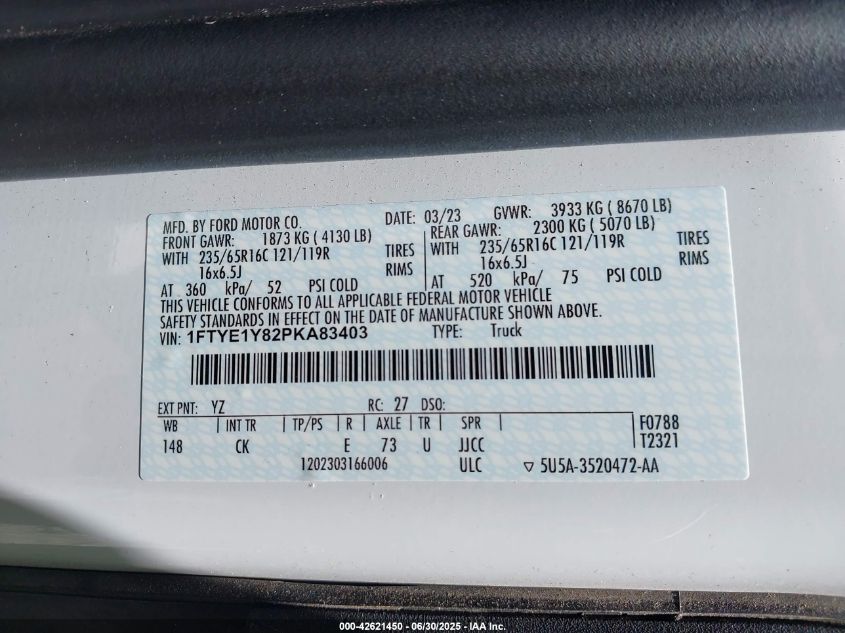 MFD. BY FORD MOTOR CO. DATE: 03/23 GVWR: 3933 KG ( 8670 LB)
FRONT GAWR: 1873 KG ( 4130 LB) REAR GAWR: 2300 KG ( 5070 LB)
WITH 235/65R16C 121/119R TIRES WITH 235/65R16C 121/119R TIRES
16x6.5J RIMS 16x6.5J RIMS
AT 360 kPa/ 52 PSI COLD AT 520 kPa/ 75 PSI COLD
THIS VEHICLE CONFORMS TO ALL APPLICABLE FEDERAL MOTOR VEHICLE
SAFETY STANDARDS IN EFFECT ON THE DATE OF MANUFACTURE SHOWN ABOVE.
VIN: 1FTYE1Y82PKA83403 TYPE: Truck
EXT PNT: YZ RC: 27 DSO:
WB | INT TR | TP/PS | R | AXLE | TR | SPR | F0788
148 CK E 73 U JJCC T2321
1202303166006 ULC ▽ 5U5A-3520472-AA
000-42621450 - 06/30/2025 - IAA Inc.